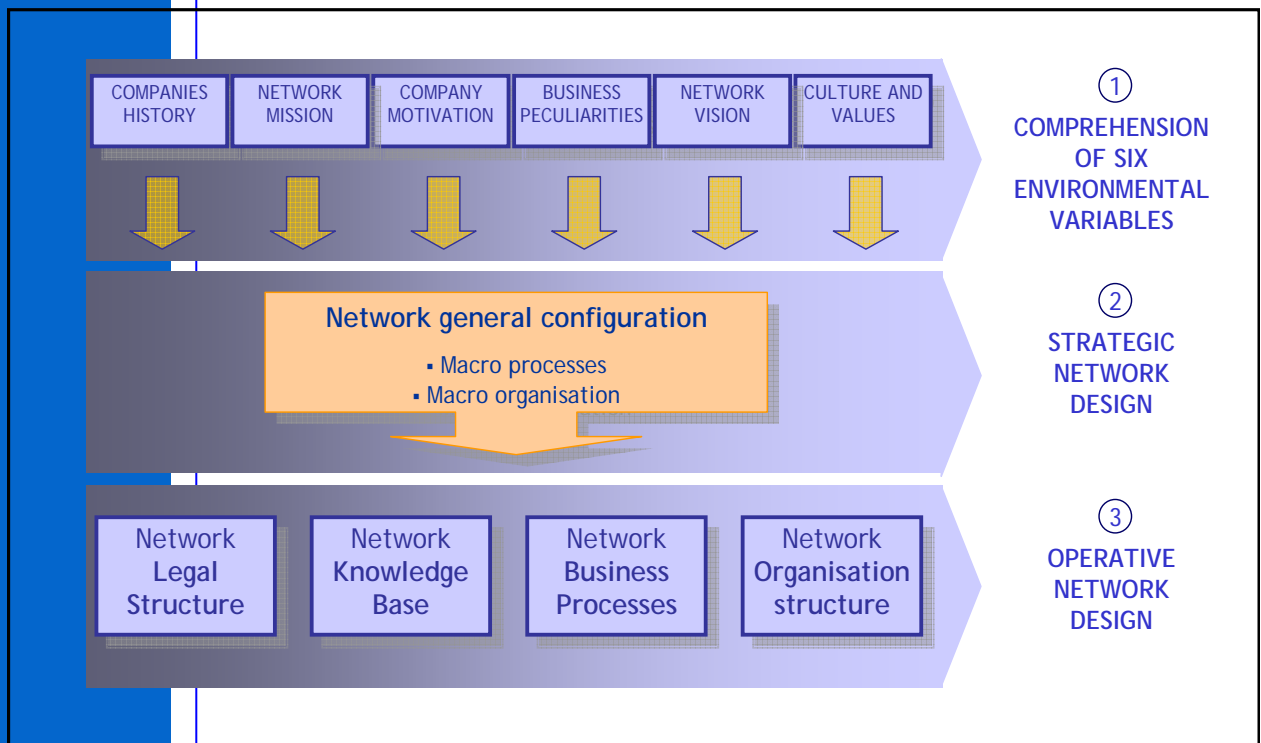 COMPANIES
HISTORY
NETWORK
MISSION
COMPANY
MOTIVATION
BUSINESS
PECULIARITIES
NETWORK
VISION
CULTURE AND
VALUES
1
COMPREHENSION
OF SIX
ENVIRONMENTAL
VARIABLES
Network general configuration
▪ Macro processes
▪ Macro organisation
2
STRATEGIC
NETWORK
DESIGN
Network
Legal
Structure
Network
Knowledge
Base
Network
Business
Processes
Network
Organisation
structure
3
OPERATIVE
NETWORK
DESIGN